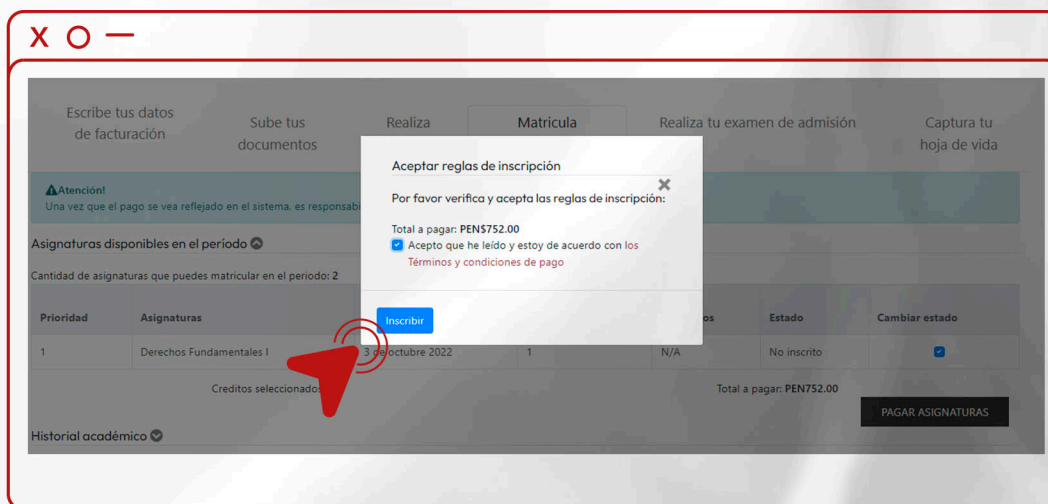 X O —
Escribe tus datos
de facturación
Sube tus
documentos
Realiza
Matricula
Realiza tu examen de admisión
Captura tu
hoja de vida
Atención!
Una vez que el pago se vea reflejado en el sistema, es
Aceptar reglas de inscripción
Por favor verifica y acepta las reglas de inscripción:
Total a pagar: PEN$752.00
Acepto que he leído y estoy de acuerdo con los
Términos y condiciones de pago
Inscribir
Asignaturas disponibles en el período
Cantidad de asignaturas que puedes matricular en el periodo: 2
Prioridad Asignaturas Estado Cambiar estado
1 Derechos Fundamentales I 3 de octubre 2022 1 N/A No inscrito
Creditos seleccionados
Total a pagar: PEN752.00
PAGAR ASIGNATURAS
Historial académico